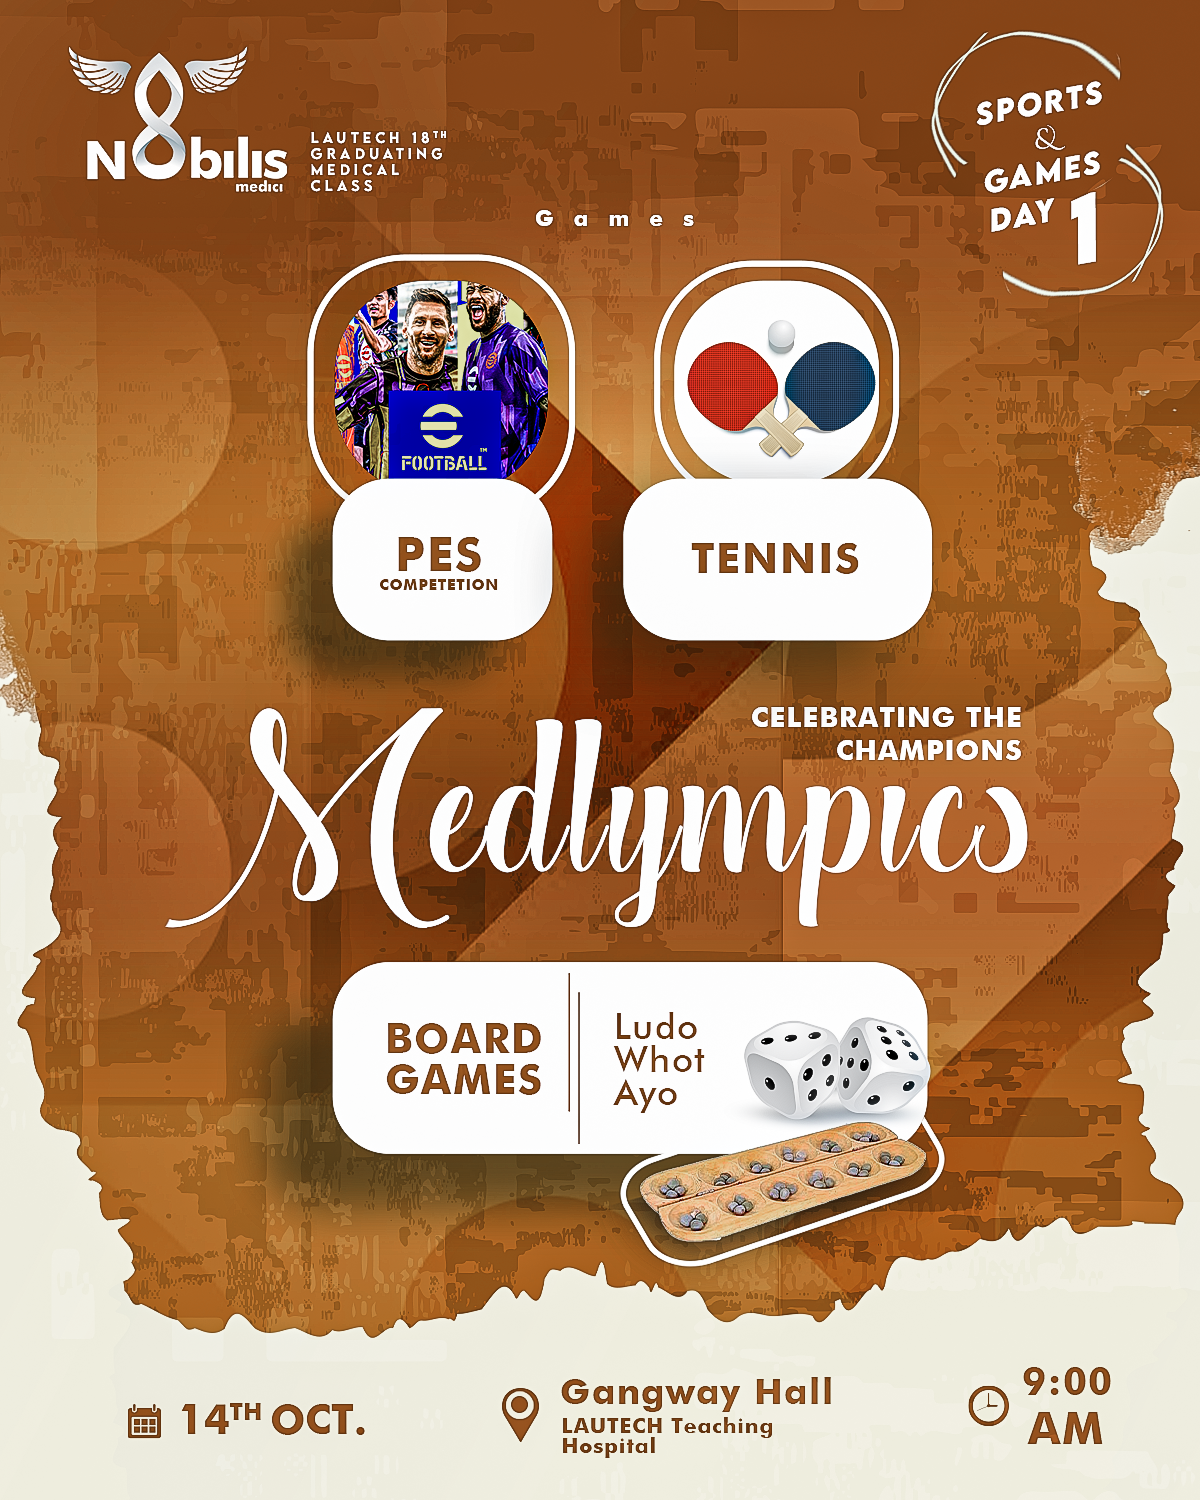 N8bilis
medici
LAUTECH 18TH
GRADUATING
MEDICAL
CLASS
SPORTS
&
GAMES
DAY 1
Games
FOOTBALL™
PES
COMPETETION
TENNIS
CELEBRATING THE
CHAMPIONS
Medlympics
BOARD
GAMES
Ludo
Whot
Ayo
14TH OCT.
Gangway Hall
LAUTECH Teaching
Hospital
9:00
AM